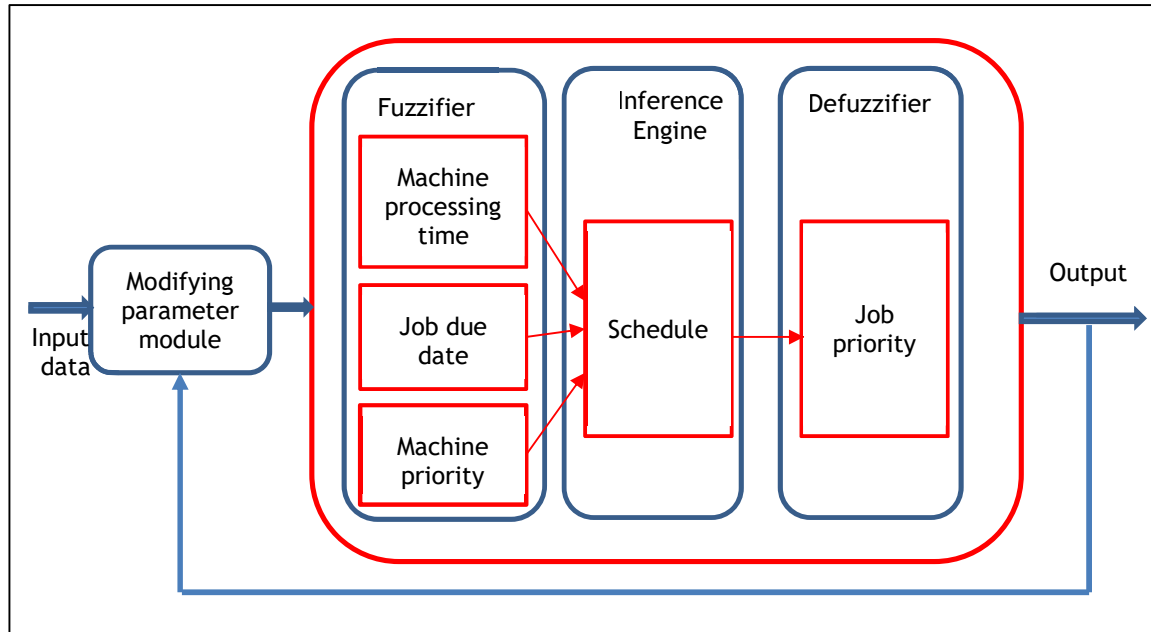 Input
data
Modifying
parameter
module
Fuzzifier
Machine
processing
time
Job due
date
Machine
priority
Inference
Engine
Schedule
Defuzzifier
Job
priority
Output